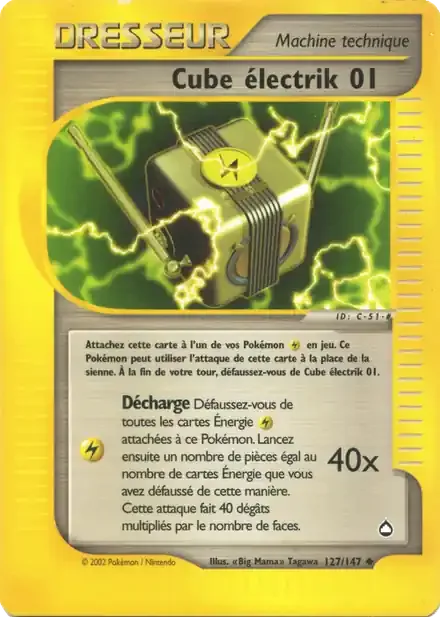 DRESSEUR
Machine technique
Cube électrik 01
ID: C-51-#
Attachez cette carte à l'un de vos Pokémon en jeu. Ce
Pokémon peut utiliser l'attaque de cette carte à la place de la
sienne. À la fin de votre tour, défaussez-vous de Cube électrik 01.
Décharge Défaussez-vous de
toutes les cartes Énergie
attachées à ce Pokémon. Lancez
ensuite un nombre de pièces égal au
nombre de cartes Énergie que vous
avez défaussé de cette manière.
Cette attaque fait 40 dégâts
multipliés par le nombre de faces.
40x
© 2002 Pokémon / Nintendo
Illus. «Big Mama» Tagawa 127/147